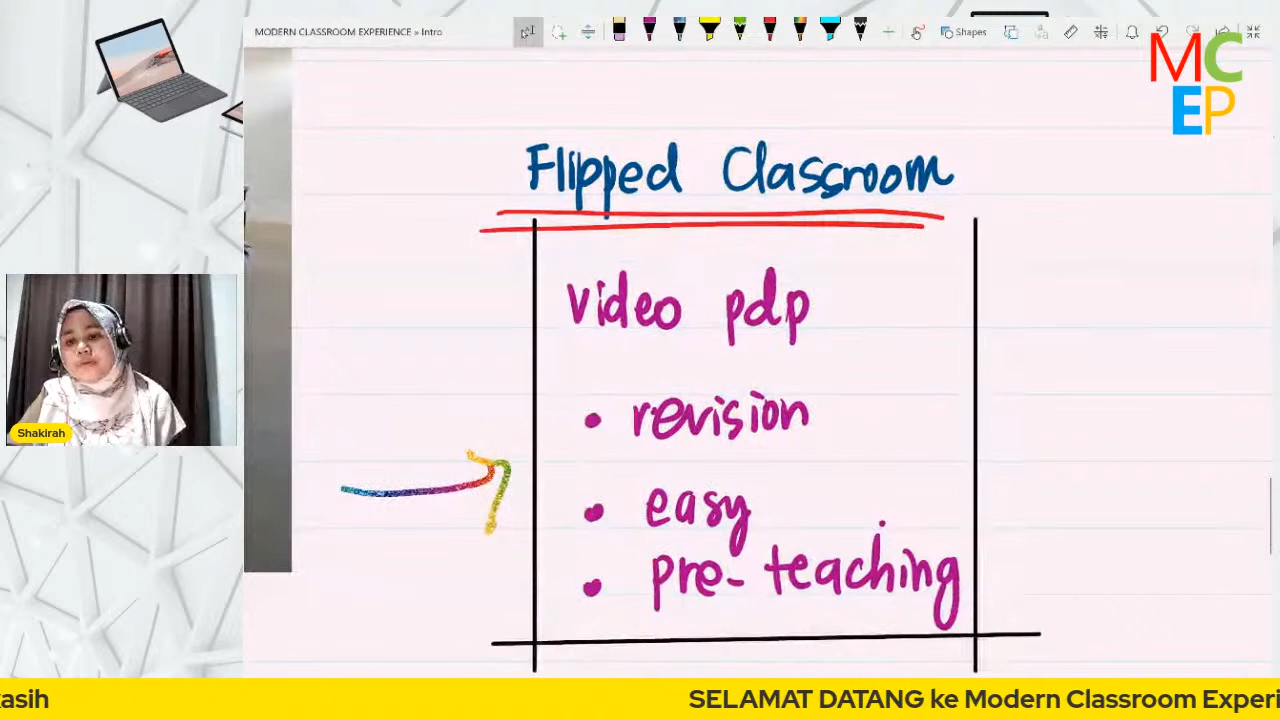 MODERN CLASSROOM EXPERIENCE » Intro
Shapes
MC
EP
Flipped Classroom
video pdp
• revision
• easy
• pre-teaching
Shakirah
asih
SELAMAT DATANG ke Modern Classroom Experi